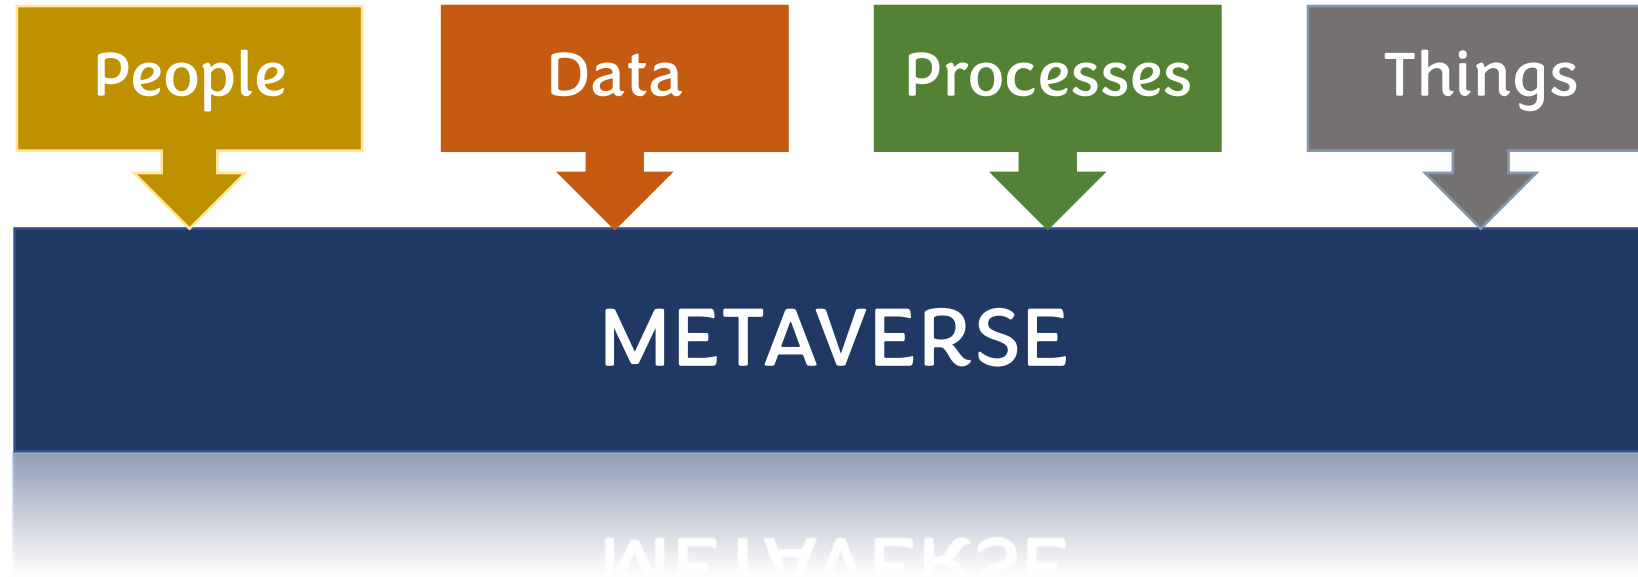 People
Data
Processes
Things
METAVERSE